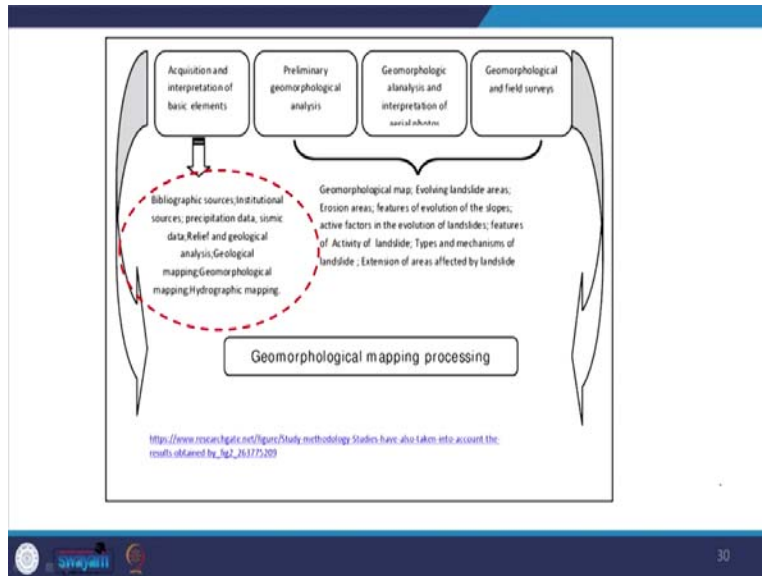 Acquisition and
interpretation of
basic elements
Preliminary
geomorphological
analysis
Geomorphologic
alanalysis and
interpretation of
aerial photos
Geomorphological
and field surveys
Bibliographic sources;Institutional
sources; precipitation data, sismic
data;Relief and geological
analysis;Geological
mapping;Geomorphological
mapping;Hydrographic mapping.
Geomorphological map; Evolving landslide areas;
Erosion areas; features of evolution of the slopes;
active factors in the evolution of landslides; features
of Activity of landslide; Types and mechanisms of
landslide ; Extension of areas affected by landslide
Geomorphological mapping processing
https://www.researchgate.net/figure/Study-methodology-Studies-have-also-taken-into-account-the-
results-obtained-by_fig2_263775209
swayam
30